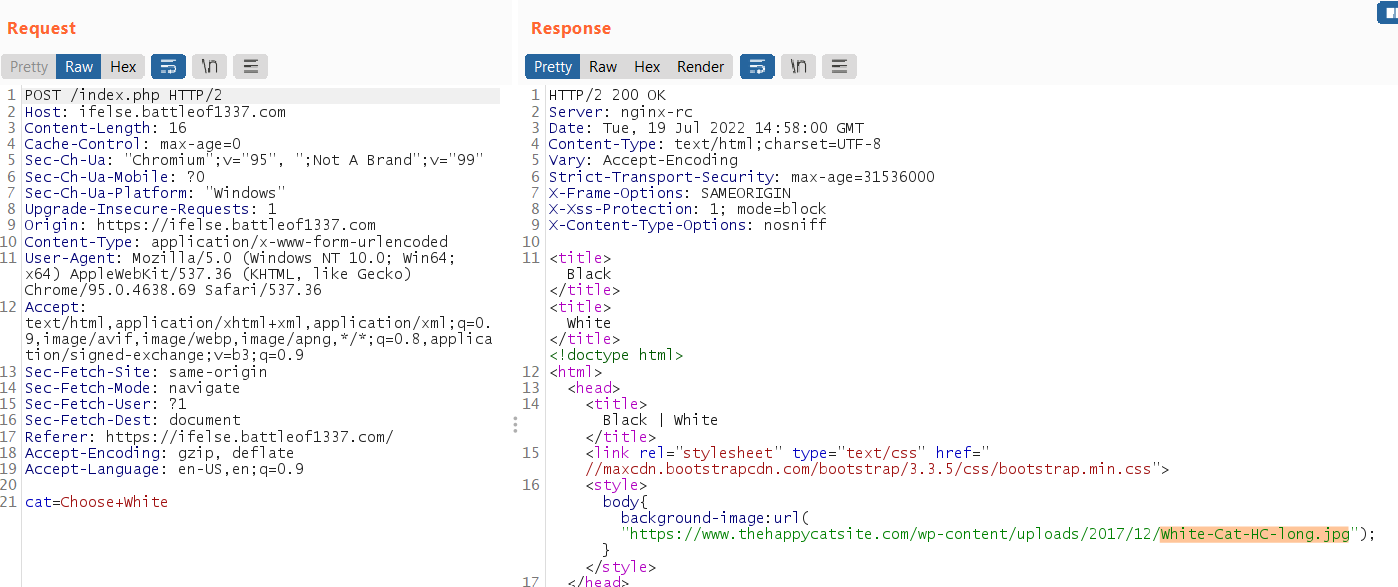 Request
Pretty Raw Hex \n
1 POST /index.php HTTP/2
2 Host: ifelse.battleof1337.com
3 Content-Length: 16
4 Cache-Control: max-age=0
5 Sec-Ch-Ua: "Chromium";v="95", ";Not A Brand";v="99"
6 Sec-Ch-Ua-Mobile: ?0
7 Sec-Ch-Ua-Platform: "Windows"
8 Upgrade-Insecure-Requests: 1
9 Origin: https://ifelse.battleof1337.com
10 Content-Type: application/x-www-form-urlencoded
11 User-Agent: Mozilla/5.0 (Windows NT 10.0; Win64;
x64) AppleWebKit/537.36 (KHTML, like Gecko)
Chrome/95.0.4638.69 Safari/537.36
12 Accept:
text/html,application/xhtml+xml,application/xml;q=0.
9,image/avif,image/webp,image/apng,*/*;q=0.8,applica
tion/signed-exchange;v=b3;q=0.9
13 Sec-Fetch-Site: same-origin
14 Sec-Fetch-Mode: navigate
15 Sec-Fetch-User: ?1
16 Sec-Fetch-Dest: document
17 Referer: https://ifelse.battleof1337.com/
18 Accept-Encoding: gzip, deflate
19 Accept-Language: en-US,en;q=0.9
20
21 cat=Choose+White
Response
Pretty Raw Hex Render \n
1 HTTP/2 200 OK
2 Server: nginx-rc
3 Date: Tue, 19 Jul 2022 14:58:00 GMT
4 Content-Type: text/html;charset=UTF-8
5 Vary: Accept-Encoding
6 Strict-Transport-Security: max-age=31536000
7 X-Frame-Options: SAMEORIGIN
8 X-Xss-Protection: 1; mode=block
9 X-Content-Type-Options: nosniff
10
11 <title>
Black
</title>
<title>
White
</title>
<!doctype html>
12 <html>
13 <head>
14 <title>
Black | White
</title>
15 <link rel="stylesheet" type="text/css" href="
//maxcdn.bootstrapcdn.com/bootstrap/3.3.5/css/bootstrap.min.css">
16 <style>
body{
background-image:url(
"https://www.thehappycatsite.com/wp-content/uploads/2017/12/White-Cat-HC-long.jpg");
}
</style>
17 </head>